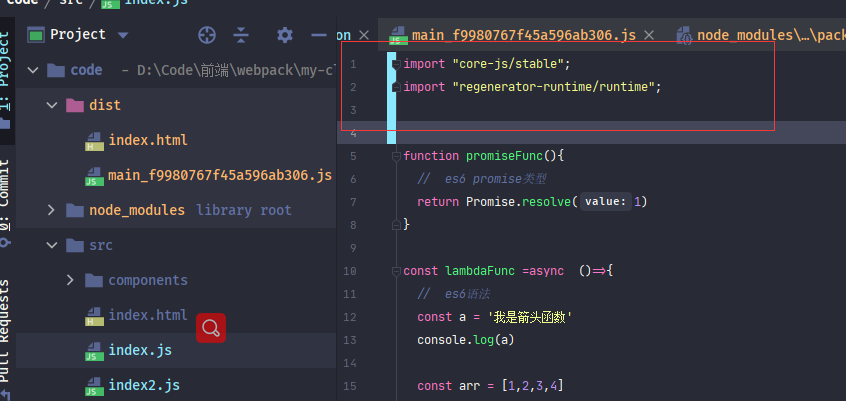 code / src / index.js
1: Project
0: Commit
Pull Requests
Project
code – D:\Code\前端\webpack\my-cl
dist
index.html
main_f9980767f45a596ab306.js
node_modules library root
src
components
index.html
index.js
index2.js
on × main_f9980767f45a596ab306.js × node_modules\...\pack
1 import "core-js/stable";
2 import "regenerator-runtime/runtime";
3
4
5 function promiseFunc(){
6 // es6 promise类型
7 return Promise.resolve( value: 1)
8 }
9
10 const lambdaFunc =async ()=>{
11 // es6语法
12 const a = '我是箭头函数'
13 console.log(a)
14
15 const arr = [1,2,3,4]